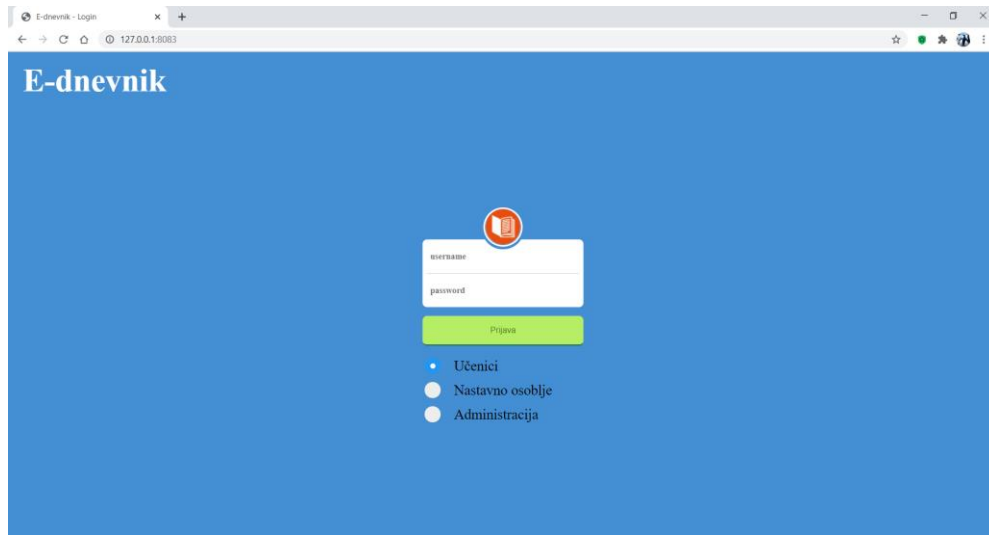 E-dnevnik - Login
127.0.0.1:8083
E-dnevnik
username
password
Prijava
Učenici
Nastavno osoblje
Administracija